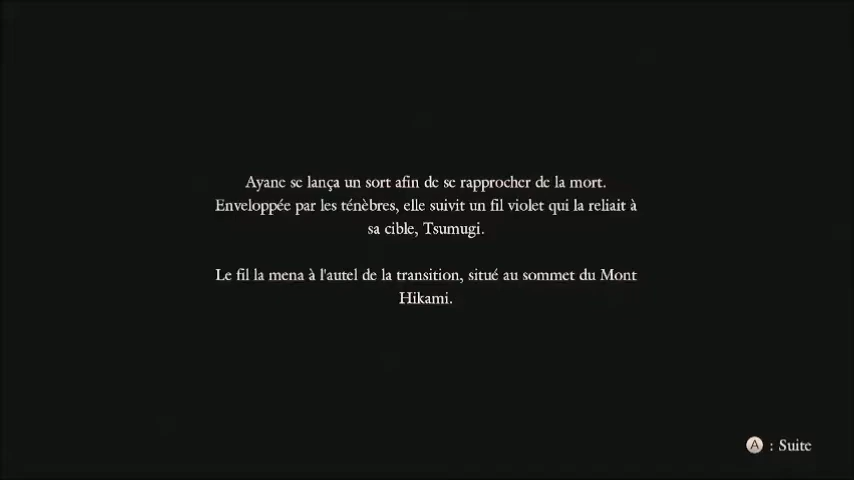 Ayane se lança un sort afin de se rapprocher de la mort.
Enveloppée par les ténèbres, elle suivit un fil violet qui la reliait à
sa cible, Tsumugi.
Le fil la mena à l'autel de la transition, situé au sommet du Mont
Hikami.
A : Suite